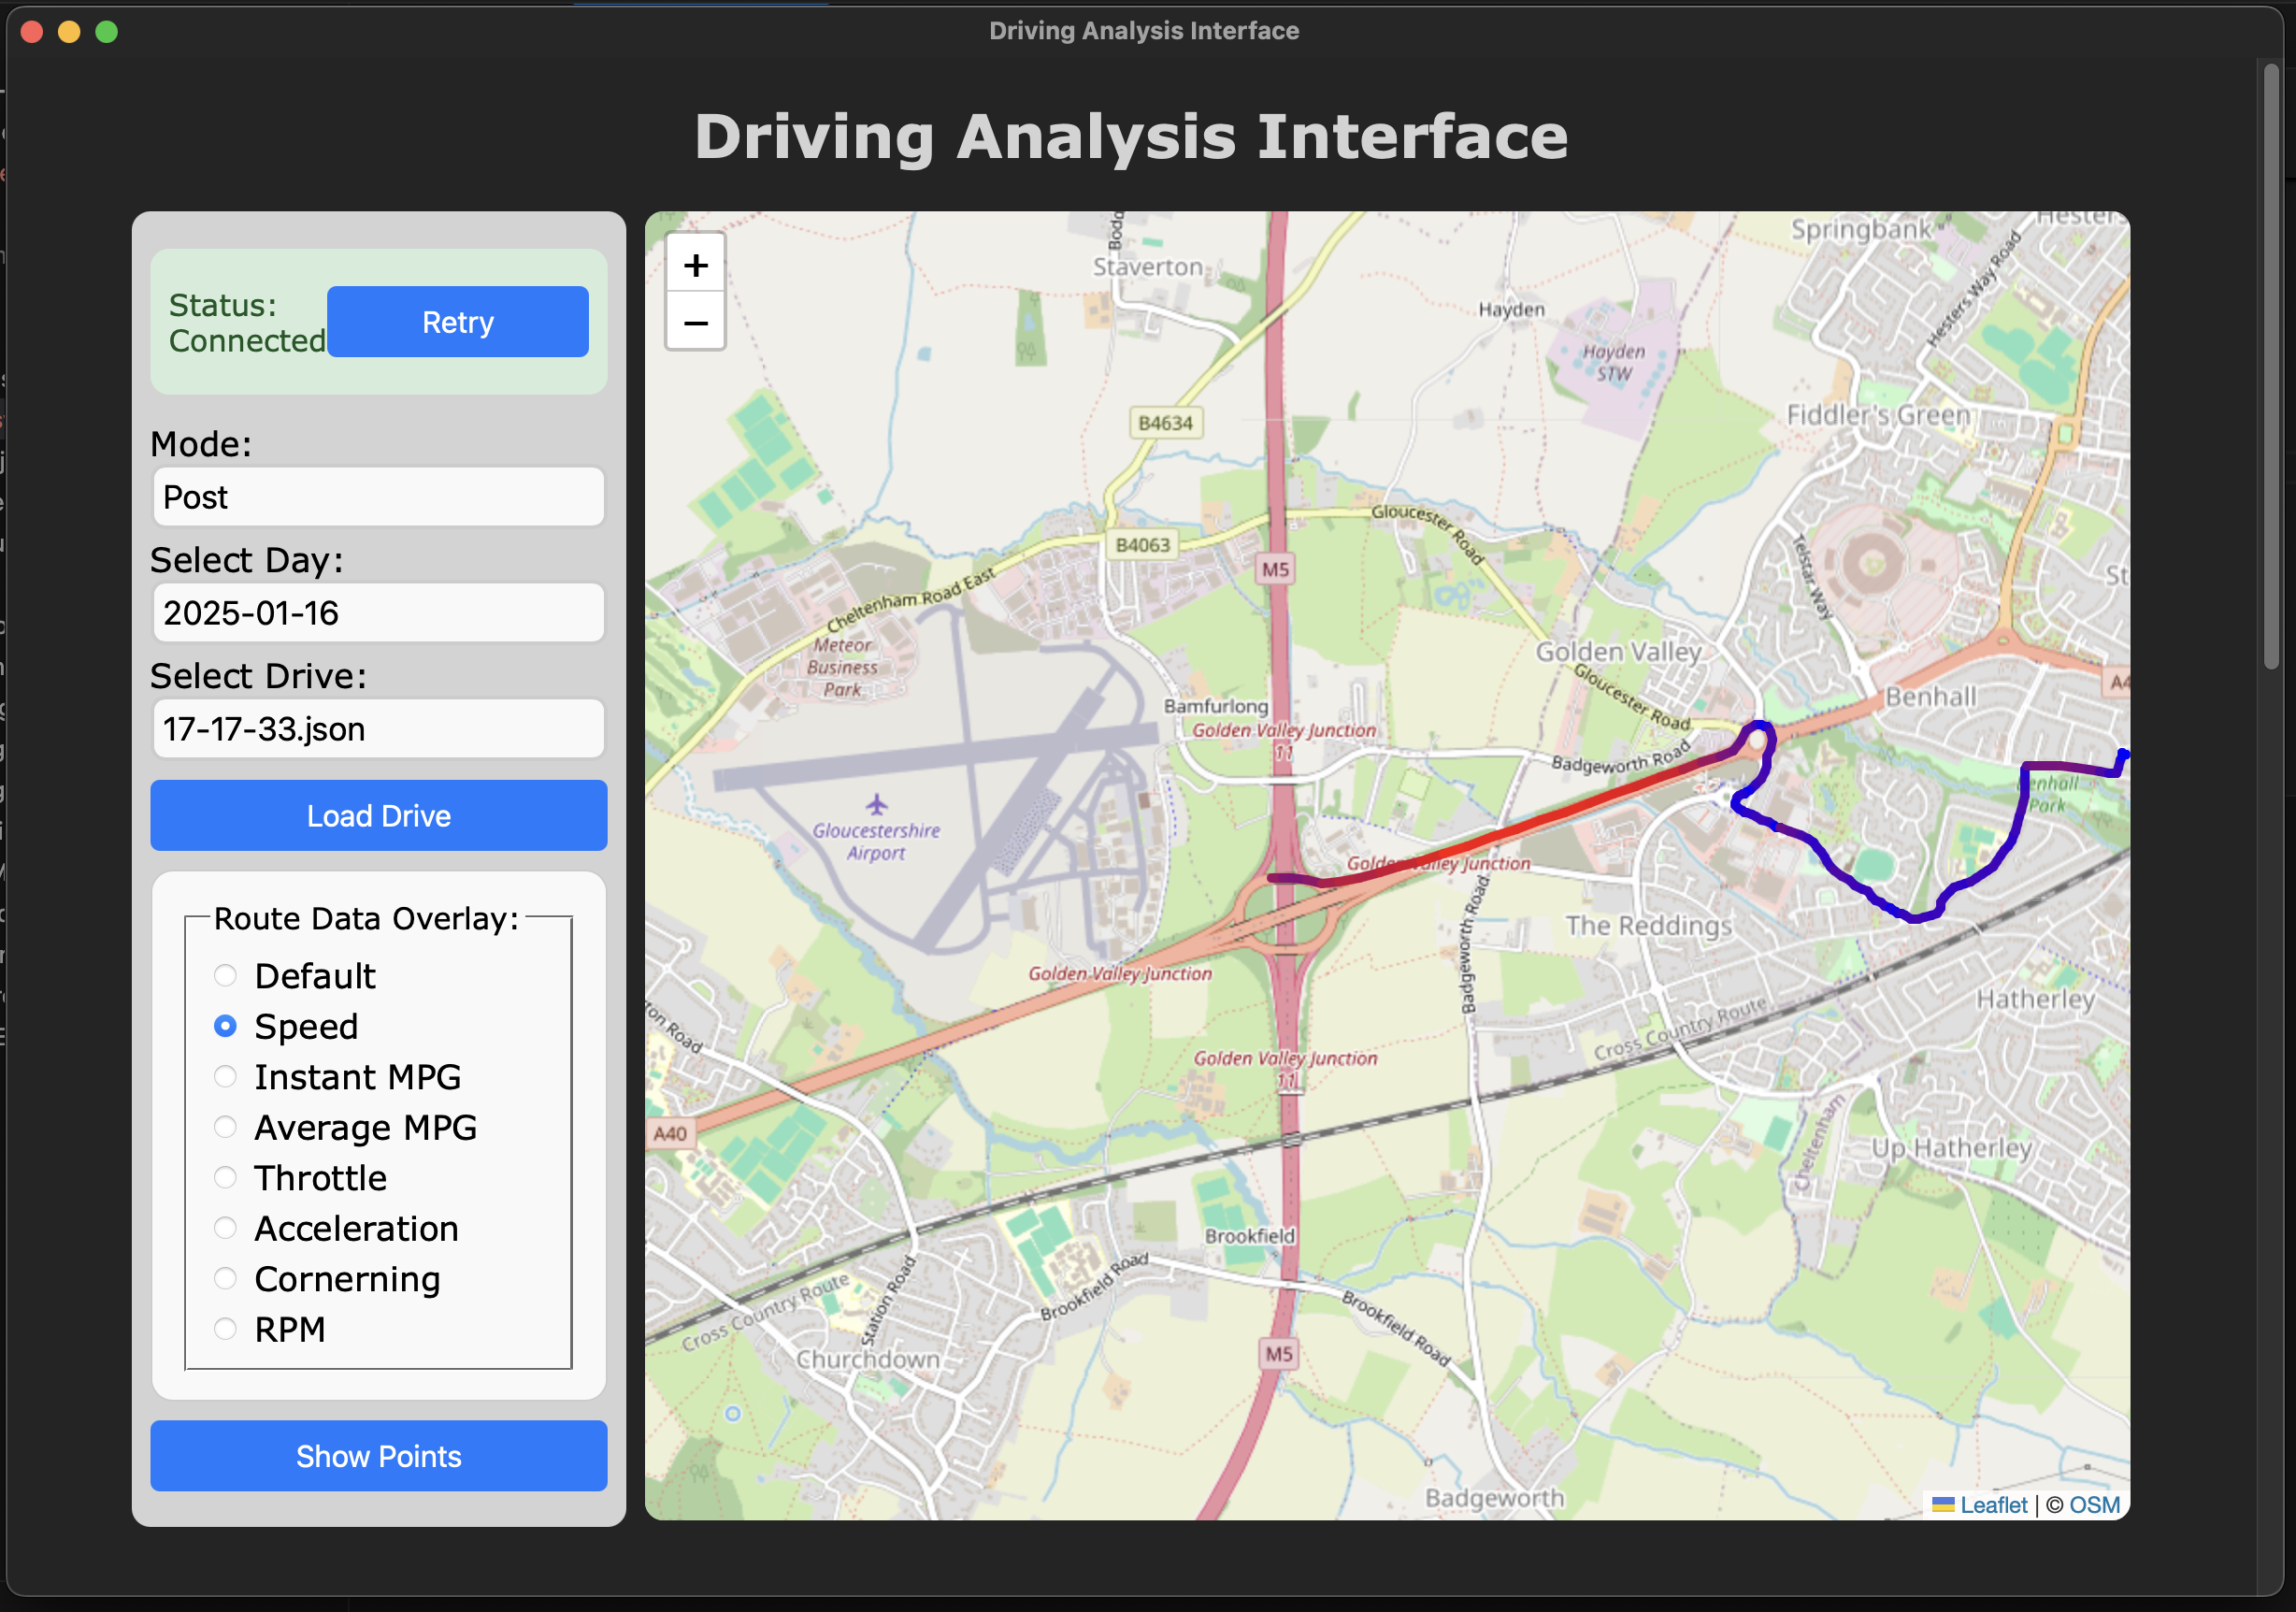 Driving Analysis Interface
Driving Analysis Interface
Status:
Connected
Retry
Mode:
Post
Select Day:
2025-01-16
Select Drive:
17-17-33.json
Load Drive
Route Data Overlay:
Default
Speed
Instant MPG
Average MPG
Throttle
Acceleration
Cornerning
RPM
Show Points
+
−
Staverton
Springbank
Hesters Way Road
Hayden
Hayden
STW
Fiddler's Green
B4634
B4063
Gloucester Road
M5
Telstar Way
Cheltenham Road East
Meteor
Business
Park
Golden Valley
Gloucester Road
Benhall
Bamfurlong
Golden Valley Junction
11
Badgeworth Road
Benhall
Park
Gloucestershire
Airport
Golden Valley Junction
Badgeworth Road
The Reddings
Golden Valley Junction
Hatherley
Cross Country Route
Golden Valley Junction
11
A40
Cheltenham
Up Hatherley
Brookfield
Brookfield Road
Station Road
Cross Country Route
Brookfield Road
Churchdown
M5
Badgeworth
Leaflet | © OSM